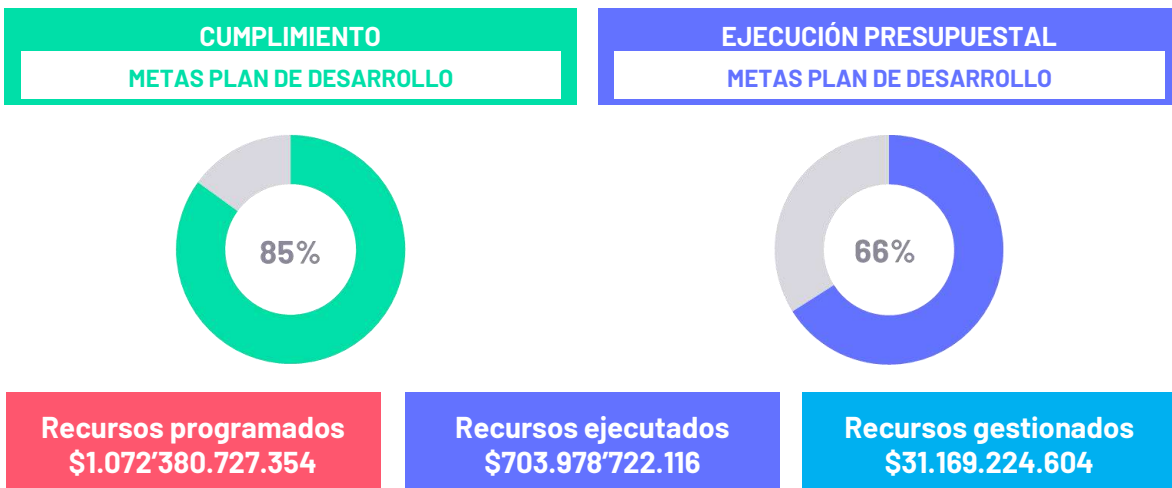 CUMPLIMIENTO
METAS PLAN DE DESARROLLO
EJECUCIÓN PRESUPUESTAL
METAS PLAN DE DESARROLLO
85%
66%
Recursos programados
$1.072’380.727.354
Recursos ejecutados
$703.978’722.116
Recursos gestionados
$31.169.224.604